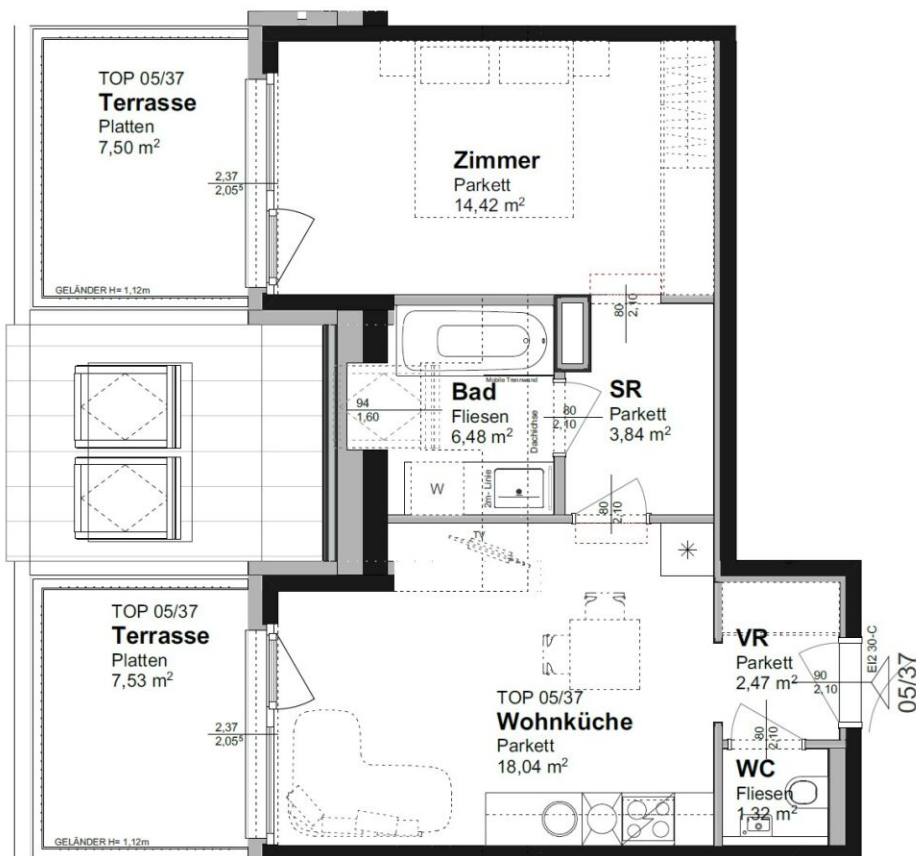 TOP 05/37
Terrasse
Platten
7,50 m²
2,37
2,05⁵
GELÄNDER H= 1,12m
Zimmer
Parkett
14,42 m²
80
2,10
Mobile Trennwand
Bad
Fliesen
6,48 m²
94
1,60
Dachichse
80
2,10
SR
Parkett
3,84 m²
W
2m- Linie
80
2,10
TV
TOP 05/37
Terrasse
Platten
7,53 m²
2,37
2,05⁵
GELÄNDER H= 1,12m
TOP 05/37
Wohnküche
Parkett
18,04 m²
VR
Parkett
2,47 m²
EI2 30-C
90
2,10
05/37
80
2,10
WC
Fliesen
1,32 m²